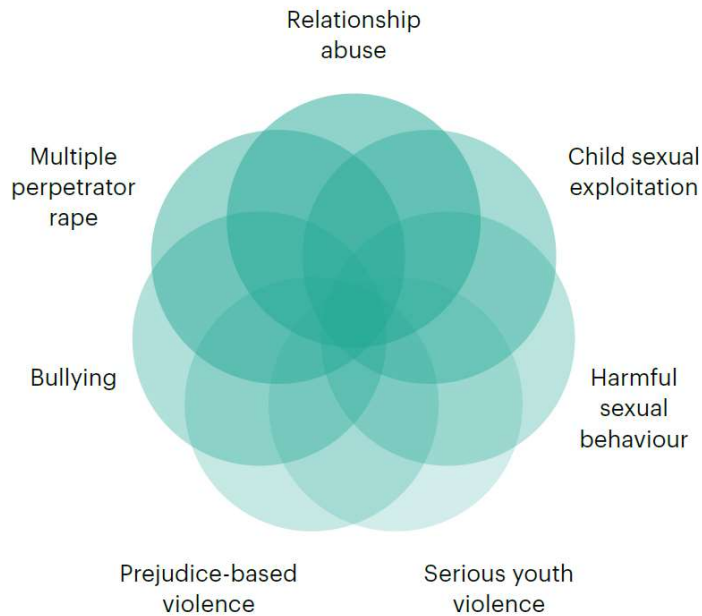 Relationship
abuse
Multiple
perpetrator
rape
Child sexual
exploitation
Bullying
Harmful
sexual
behaviour
Prejudice-based
violence
Serious youth
violence